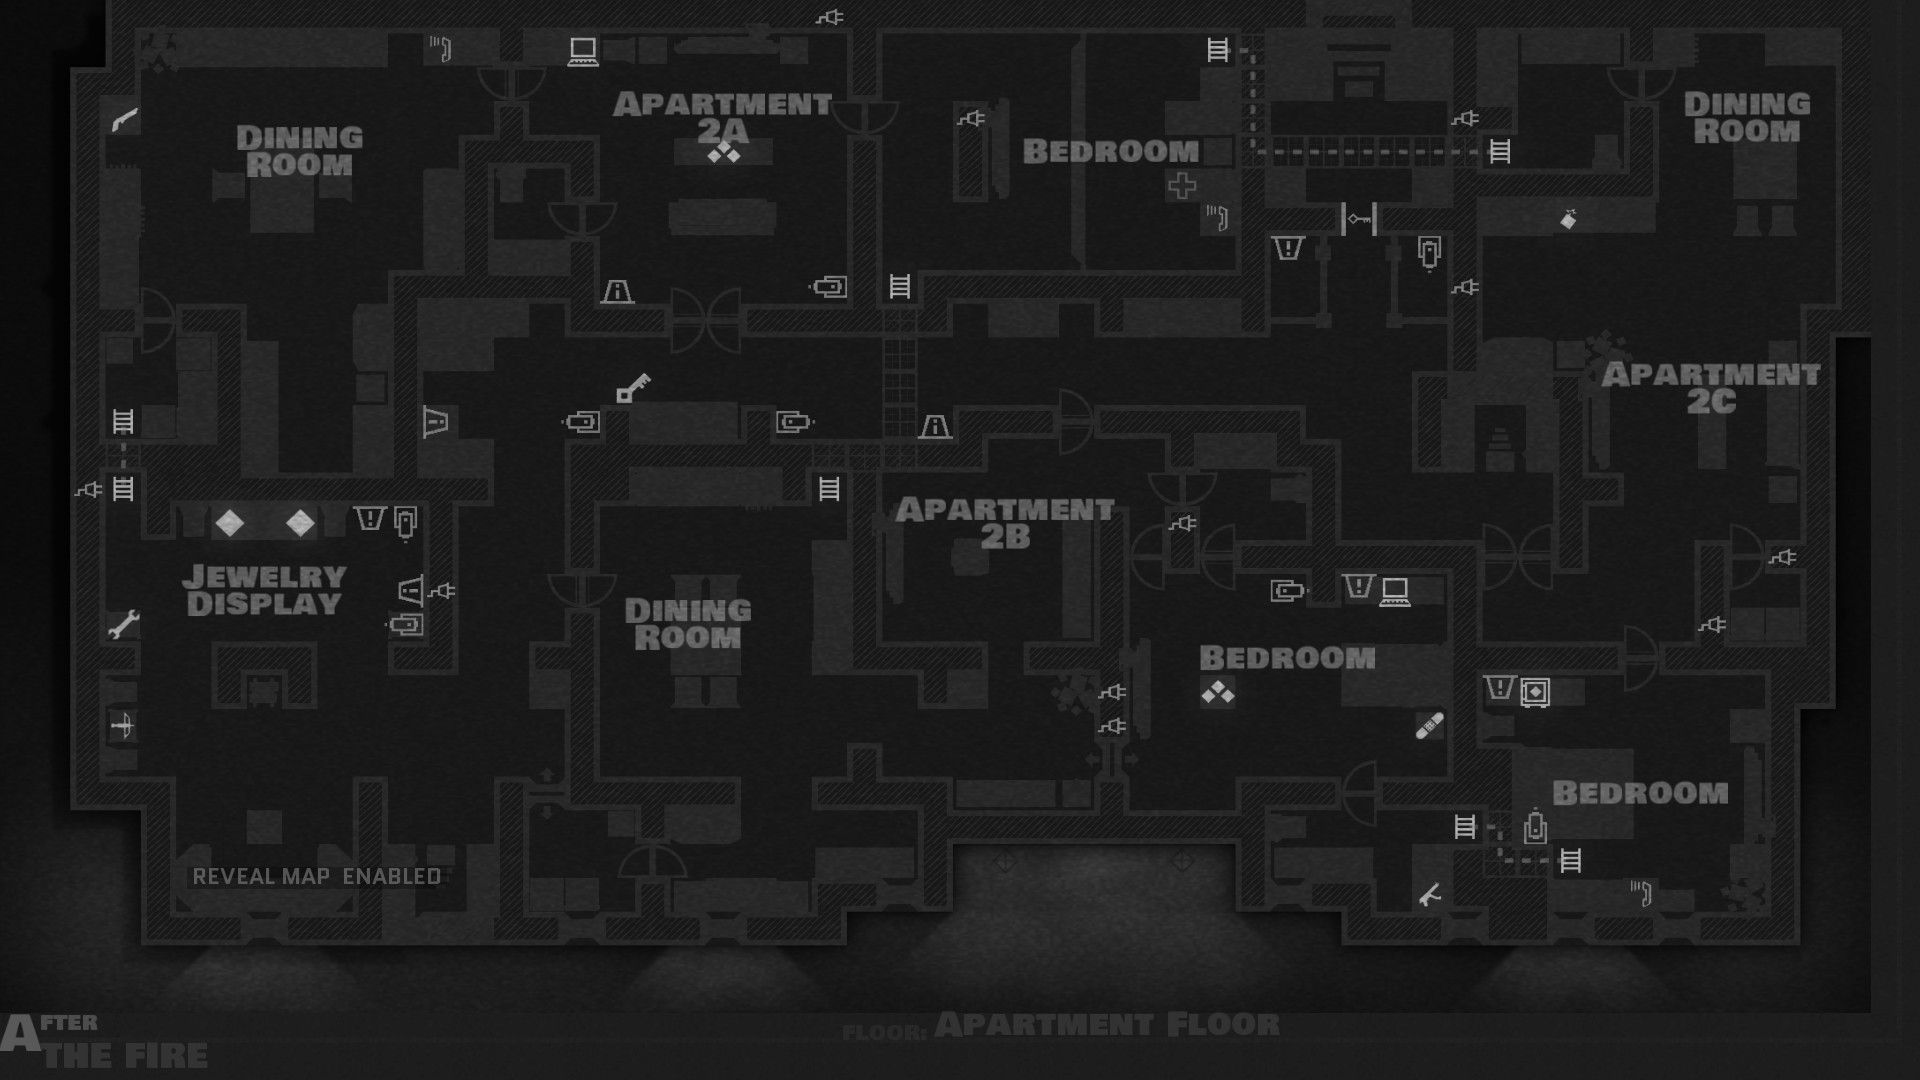 APARTMENT
2A
DINING
ROOM
BEDROOM
DINING
ROOM
APARTMENT
2C
APARTMENT
2B
JEWELRY
DISPLAY
DINING
ROOM
BEDROOM
BEDROOM
REVEAL MAP ENABLED
AFTER
THE FIRE
FLOOR: APARTMENT FLOOR